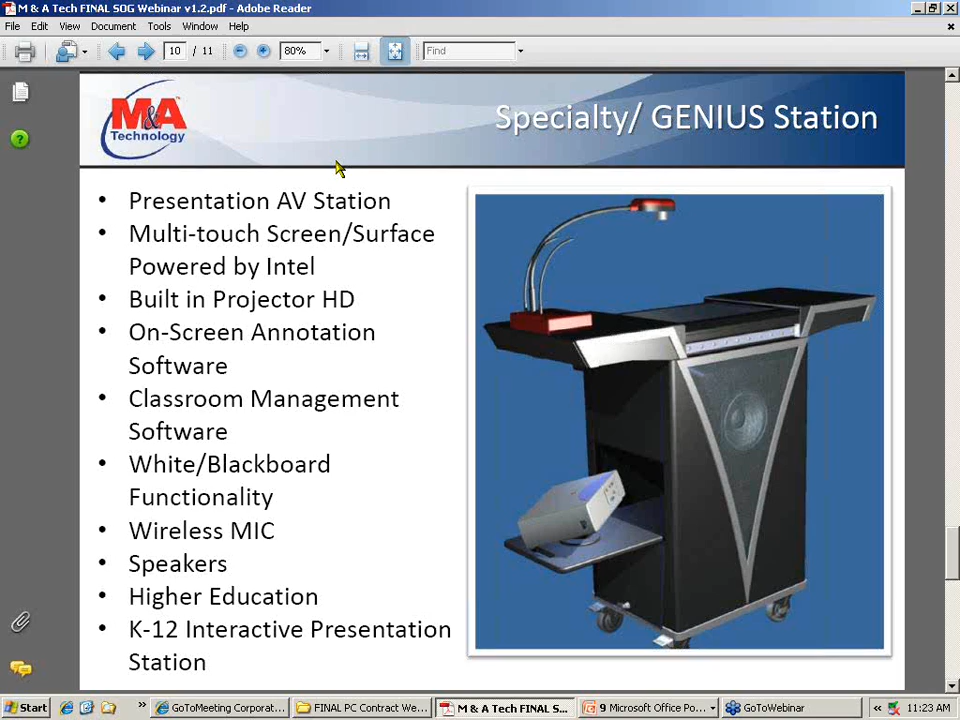 M & A Tech FINAL SOG Webinar v1.2.pdf - Adobe Reader
File Edit View Document Tools Window Help
10 / 11 80% Find
M&A
Technology
Specialty/ GENIUS Station
• Presentation AV Station
• Multi-touch Screen/Surface
Powered by Intel
• Built in Projector HD
• On-Screen Annotation
Software
• Classroom Management
Software
• White/Blackboard
Functionality
• Wireless MIC
• Speakers
• Higher Education
• K-12 Interactive Presentation
Station
Start » GoToMeeting Corporat... FINAL PC Contract We... M & A Tech FINAL S... 9 Microsoft Office Po... GoToWebinar « 11:23 AM